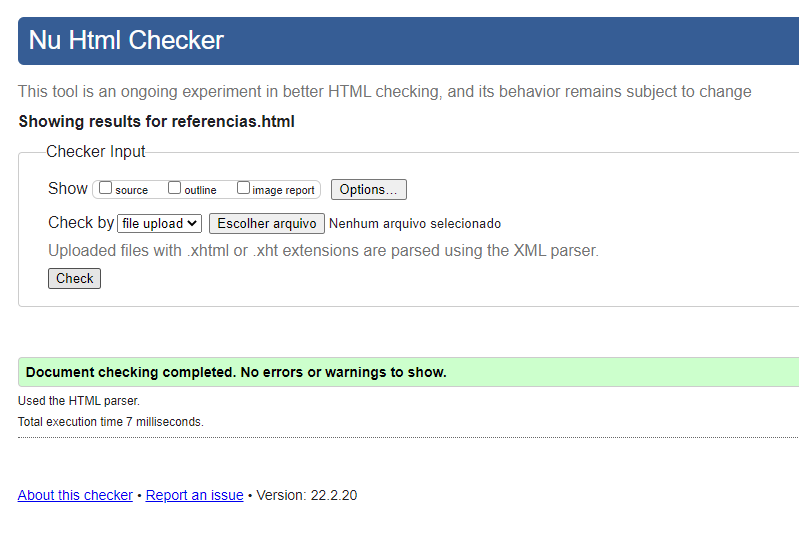 Nu Html Checker
This tool is an ongoing experiment in better HTML checking, and its behavior remains subject to change
Showing results for referencias.html
Checker Input
Show source outline image report Options...
Check by file upload Escolher arquivo Nenhum arquivo selecionado
Uploaded files with .xhtml or .xht extensions are parsed using the XML parser.
Check
Document checking completed. No errors or warnings to show.
Used the HTML parser.
Total execution time 7 milliseconds.
About this checker • Report an issue • Version: 22.2.20